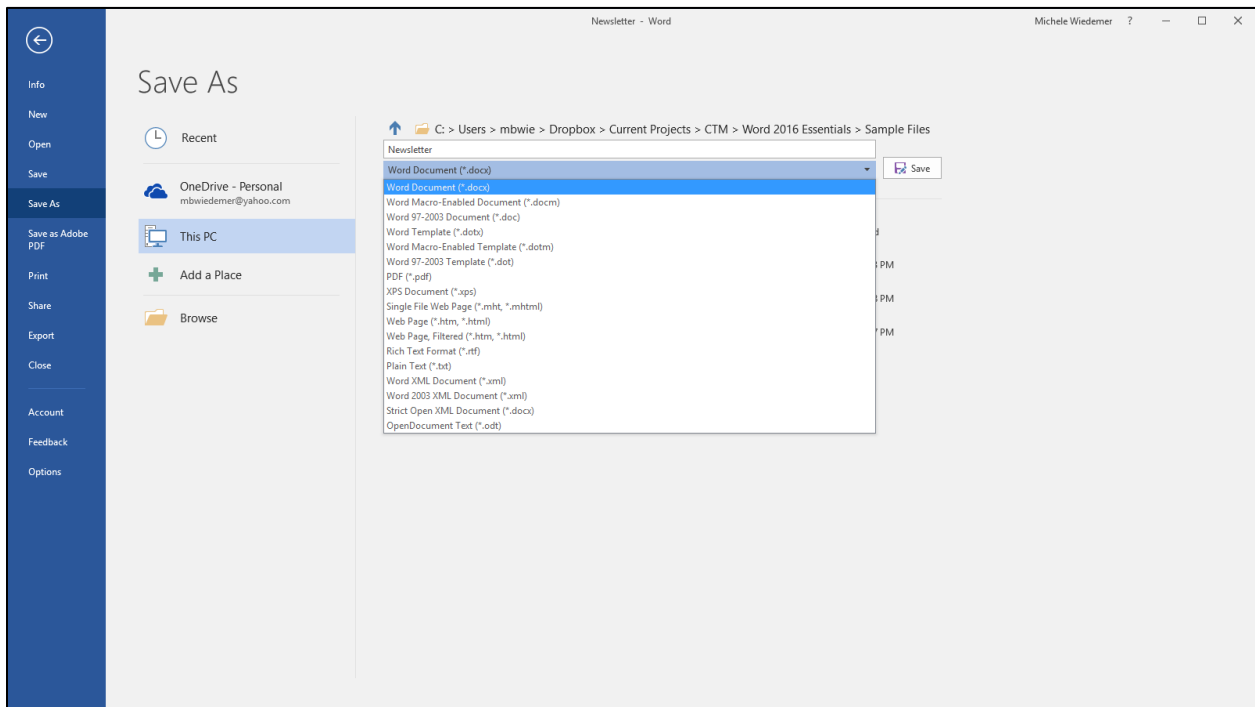 Newsletter - Word
Michele Wiedemer ?
Info
New
Open
Save
Save As
Save as Adobe
PDF
Print
Share
Export
Close
Account
Feedback
Options
Save As
Recent
OneDrive - Personal
mbwiedemer@yahoo.com
This PC
Add a Place
Browse
C: > Users > mbwie > Dropbox > Current Projects > CTM > Word 2016 Essentials > Sample Files
Newsletter
Word Document (*.docx)
Save
Word Document (*.docx)
Word Macro-Enabled Document (*.docm)
Word 97-2003 Document (*.doc)
Word Template (*.dotx)
Word Macro-Enabled Template (*.dotm)
Word 97-2003 Template (*.dot)
PDF (*.pdf)
XPS Document (*.xps)
Single File Web Page (*.mht, *.mhtml)
Web Page (*.htm, *.html)
Web Page, Filtered (*.htm, *.html)
Rich Text Format (*.rtf)
Plain Text (*.txt)
Word XML Document (*.xml)
Word 2003 XML Document (*.xml)
Strict Open XML Document (*.docx)
OpenDocument Text (*.odt)
PM
PM
PM